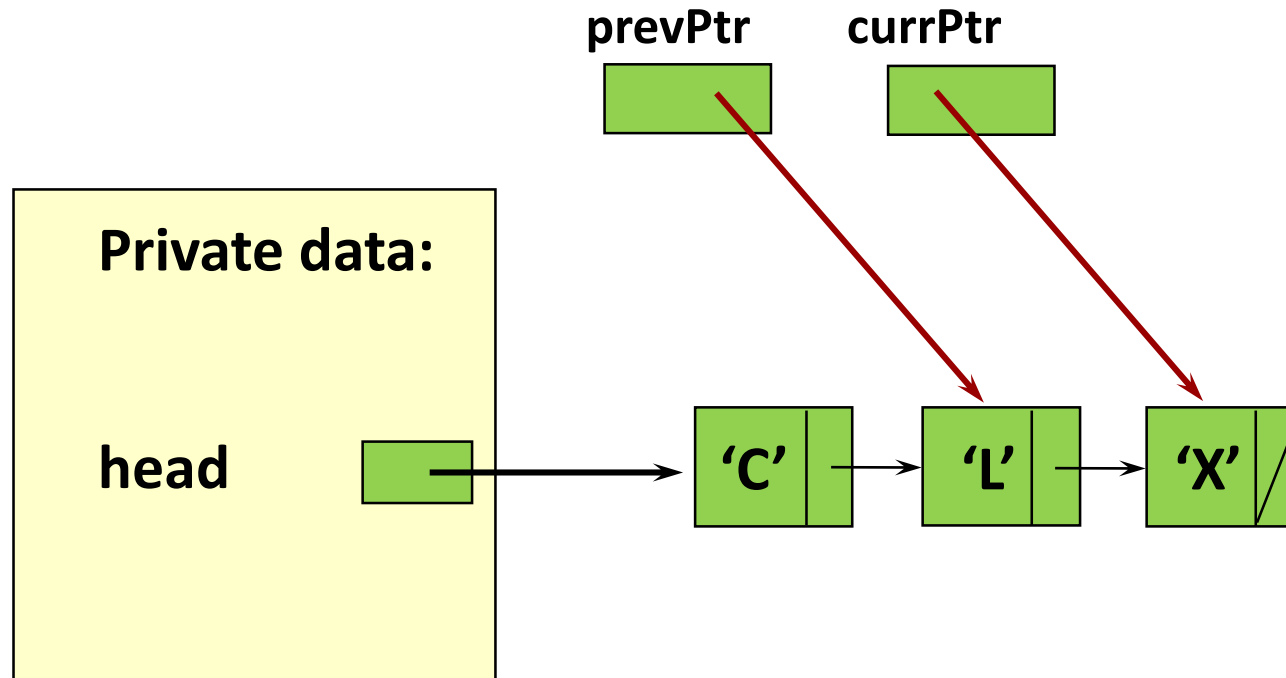 prevPtr currPtr
Private data:
head
‘C’ ‘L’ ‘X’